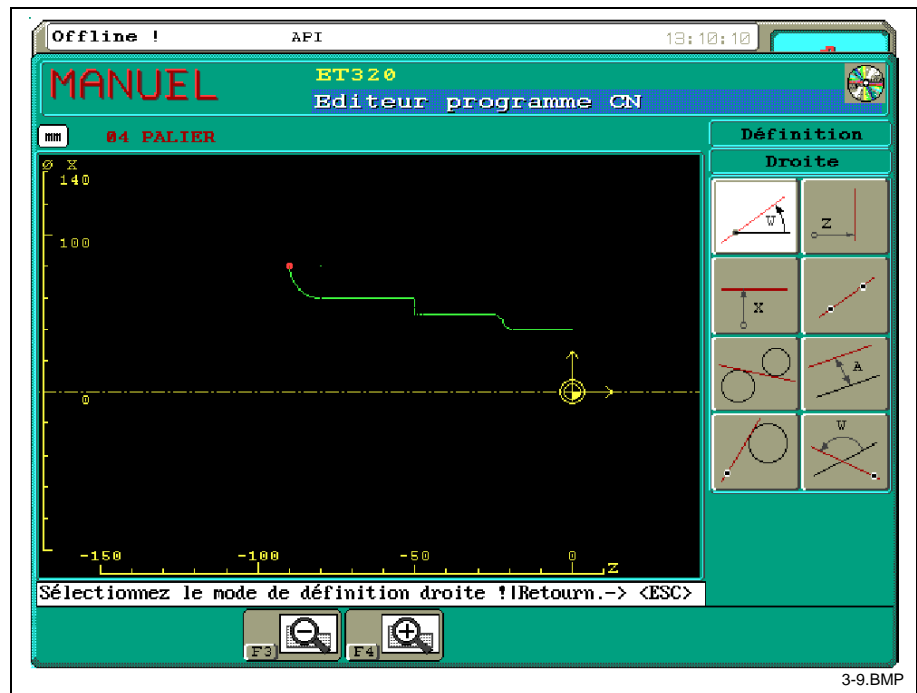 Offline ! API 13:10:10
MANUEL
ET320
Editeur programme CN
mm 04 PALIER
Définition
Droite
Ø X
140
100
0
-150 -100 -50 0 Z
W
Z
X
A
W
Sélectionnez le mode de définition droite !|Retourn.-> <ESC>
F3 F4
3-9.BMP